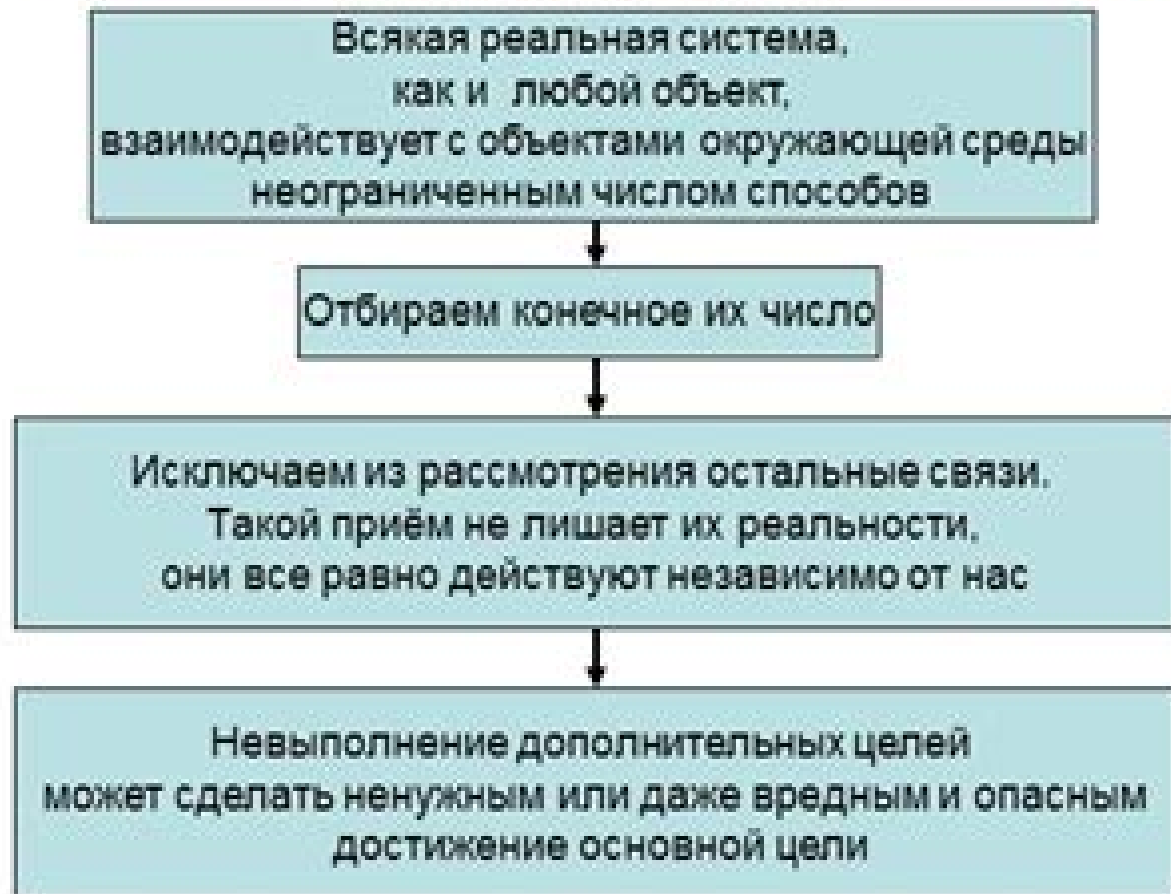 Всякая реальная система,
как и любой объект,
взаимодействует с объектами окружающей среды
неограниченным числом способов
Отбираем конечное их число
Исключаем из рассмотрения остальные связи.
Такой приём не лишает их реальности,
они все равно действуют независимо от нас
Невыполнение дополнительных целей
может сделать ненужным или даже вредным и опасным
достижение основной цели